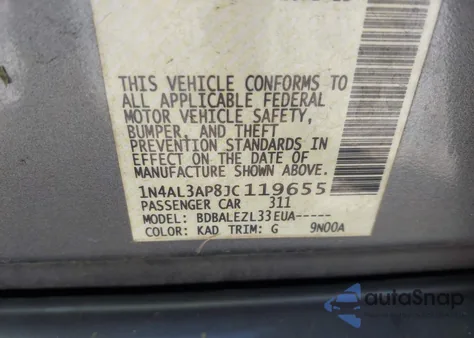 THIS VEHICLE CONFORMS TO
ALL APPLICABLE FEDERAL
MOTOR VEHICLE SAFETY,
BUMPER, AND THEFT
PREVENTION STANDARDS IN
EFFECT ON THE DATE OF
MANUFACTURE SHOWN ABOVE.
1N4AL3AP8JC119655
PASSENGER CAR 311
MODEL: BDBALEZL33EUA-----
COLOR: KAD TRIM: G 9N00A
autoSnap